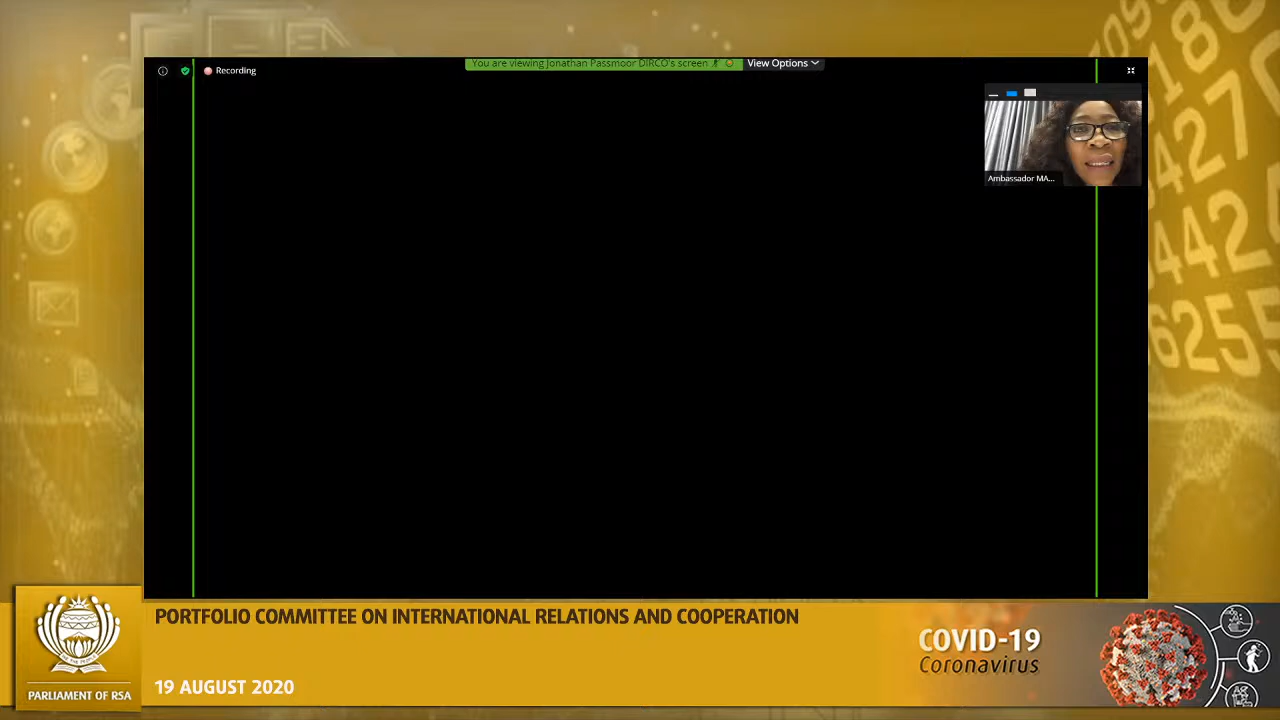 Recording
You are viewing Jonathan Passmoor DIRCO's screen
View Options
Ambassador MA...
PORTFOLIO COMMITTEE ON INTERNATIONAL RELATIONS AND COOPERATION
COVID-19
Coronavirus
19 AUGUST 2020
PARLIAMENT OF RSA